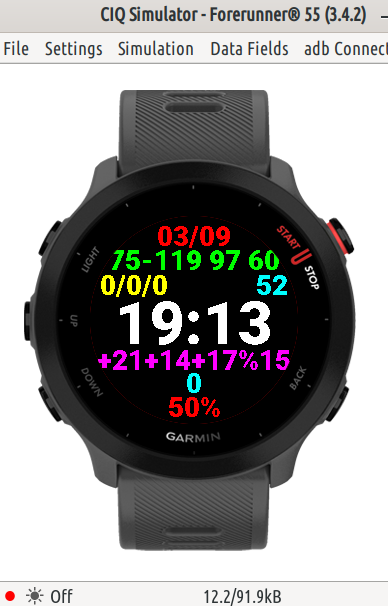 CIQ Simulator - Forerunner® 55 (3.4.2)
File Settings Simulation Data Fields adb Connect
03/09
START
STOP
LIGHT
75-119 97 60
0/0/0 52
UP
19:13
+21+14+17%15
DOWN
BACK
0
50%
GARMIN
Off 12.2/91.9kB